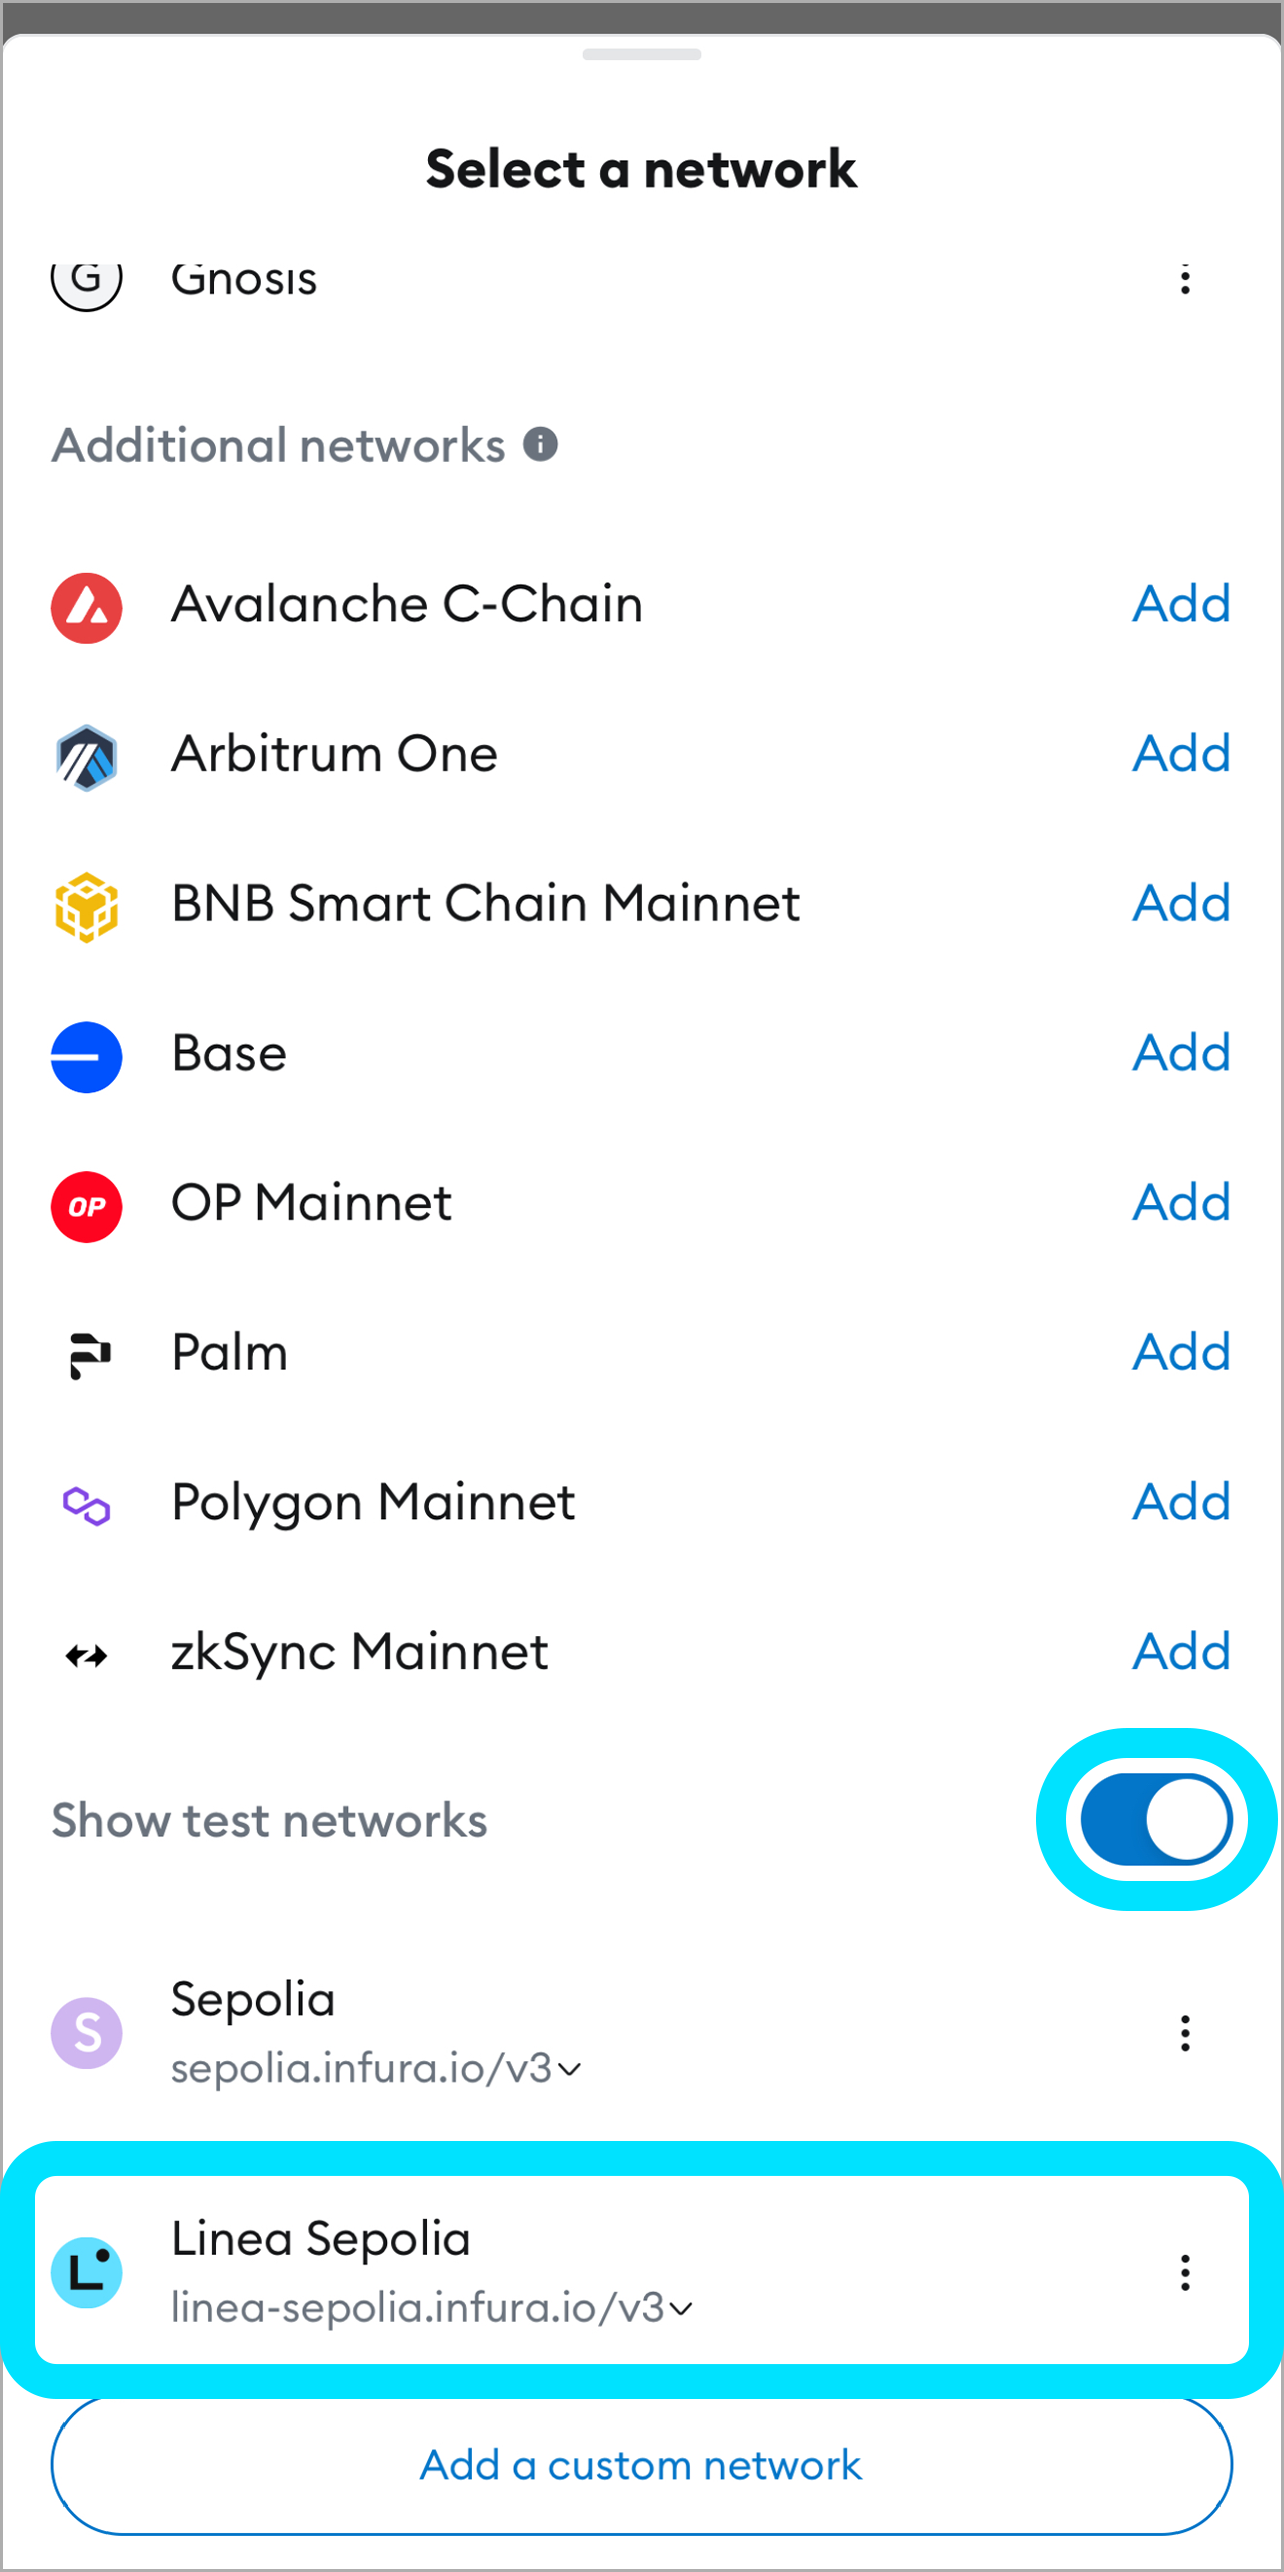 Select a network
G Gnosis
Additional networks
Avalanche C-Chain Add
Arbitrum One Add
BNB Smart Chain Mainnet Add
Base Add
OP OP Mainnet Add
Palm Add
Polygon Mainnet Add
zkSync Mainnet Add
Show test networks
S Sepolia
sepolia.infura.io/v3
Linea Sepolia
linea-sepolia.infura.io/v3
Add a custom network